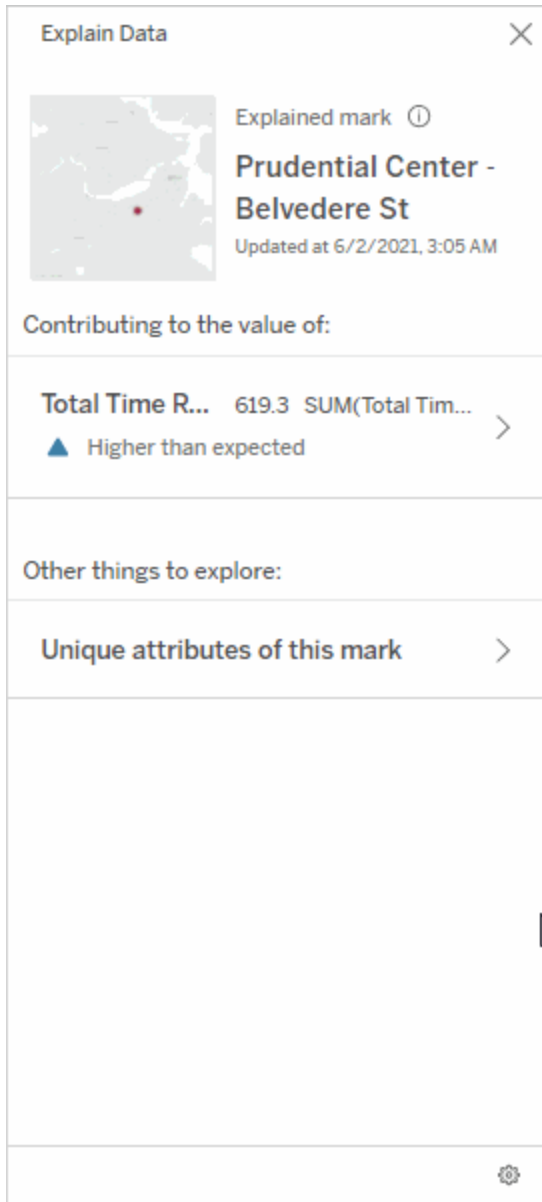 Explain Data
Explained mark
Prudential Center -
Belvedere St
Updated at 6/2/2021, 3:05 AM
Contributing to the value of:
Total Time R... 619.3 SUM(Total Tim...
Higher than expected
Other things to explore:
Unique attributes of this mark